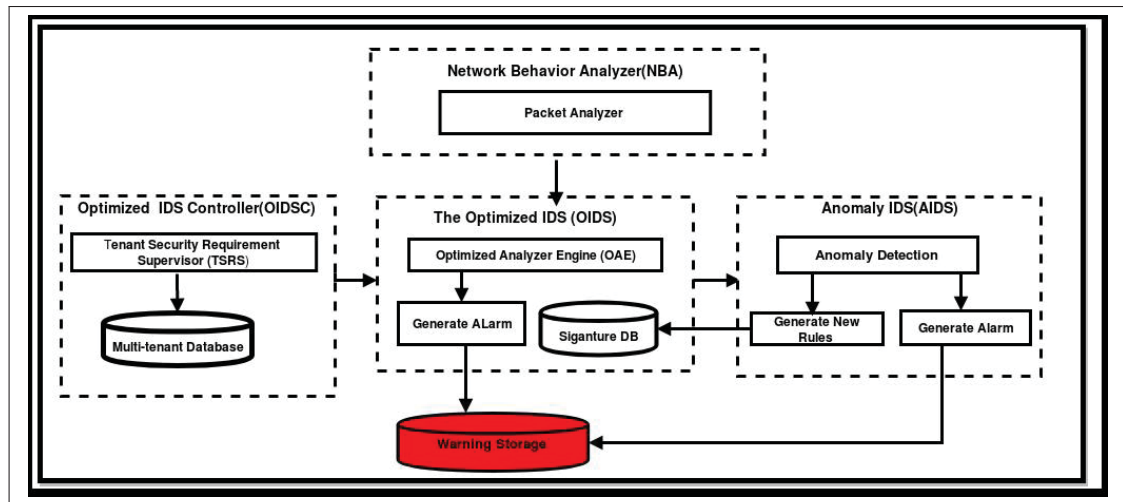 Network Behavior Analyzer(NBA)
Packet Analyzer
Optimized IDS Controller(OIDSC)
Tenant Security Requirement
Supervisor (TSRS)
Multi-tenant Database
The Optimized IDS (OIDS)
Optimized Analyzer Engine (OAE)
Generate ALarm
Siganture DB
Anomaly IDS(AIDS)
Anomaly Detection
Generate New
Rules
Generate Alarm
Warning Storage